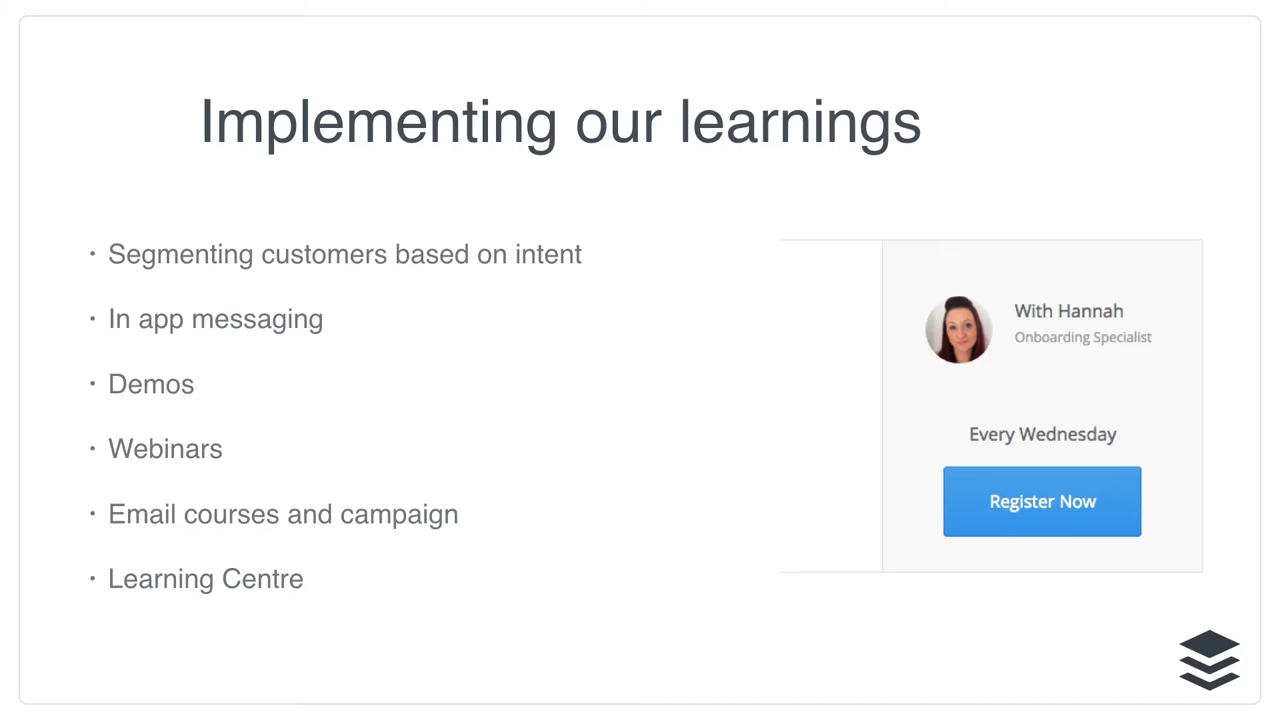 Implementing our learnings
· Segmenting customers based on intent
· In app messaging
· Demos
· Webinars
· Email courses and campaign
· Learning Centre
With Hannah
Onboarding Specialist
Every Wednesday
Register Now